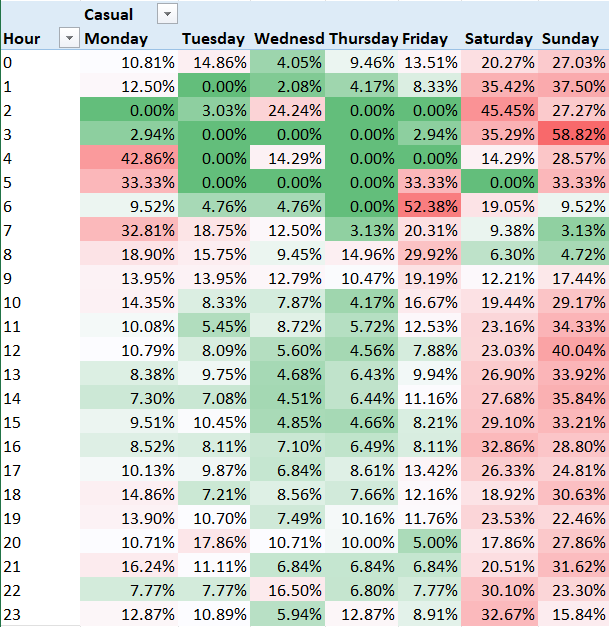 Casual
Hour Monday Tuesday Wednesd Thursday Friday Saturday Sunday
0 10.81% 14.86% 4.05% 9.46% 13.51% 20.27% 27.03%
1 12.50% 0.00% 2.08% 4.17% 8.33% 35.42% 37.50%
2 0.00% 3.03% 24.24% 0.00% 0.00% 45.45% 27.27%
3 2.94% 0.00% 0.00% 0.00% 2.94% 35.29% 58.82%
4 42.86% 0.00% 14.29% 0.00% 0.00% 14.29% 28.57%
5 33.33% 0.00% 0.00% 0.00% 33.33% 0.00% 33.33%
6 9.52% 4.76% 4.76% 0.00% 52.38% 19.05% 9.52%
7 32.81% 18.75% 12.50% 3.13% 20.31% 9.38% 3.13%
8 18.90% 15.75% 9.45% 14.96% 29.92% 6.30% 4.72%
9 13.95% 13.95% 12.79% 10.47% 19.19% 12.21% 17.44%
10 14.35% 8.33% 7.87% 4.17% 16.67% 19.44% 29.17%
11 10.08% 5.45% 8.72% 5.72% 12.53% 23.16% 34.33%
12 10.79% 8.09% 5.60% 4.56% 7.88% 23.03% 40.04%
13 8.38% 9.75% 4.68% 6.43% 9.94% 26.90% 33.92%
14 7.30% 7.08% 4.51% 6.44% 11.16% 27.68% 35.84%
15 9.51% 10.45% 4.85% 4.66% 8.21% 29.10% 33.21%
16 8.52% 8.11% 7.10% 6.49% 8.11% 32.86% 28.80%
17 10.13% 9.87% 6.84% 8.61% 13.42% 26.33% 24.81%
18 14.86% 7.21% 8.56% 7.66% 12.16% 18.92% 30.63%
19 13.90% 10.70% 7.49% 10.16% 11.76% 23.53% 22.46%
20 10.71% 17.86% 10.71% 10.00% 5.00% 17.86% 27.86%
21 16.24% 11.11% 6.84% 6.84% 6.84% 20.51% 31.62%
22 7.77% 7.77% 16.50% 6.80% 7.77% 30.10% 23.30%
23 12.87% 10.89% 5.94% 12.87% 8.91% 32.67% 15.84%